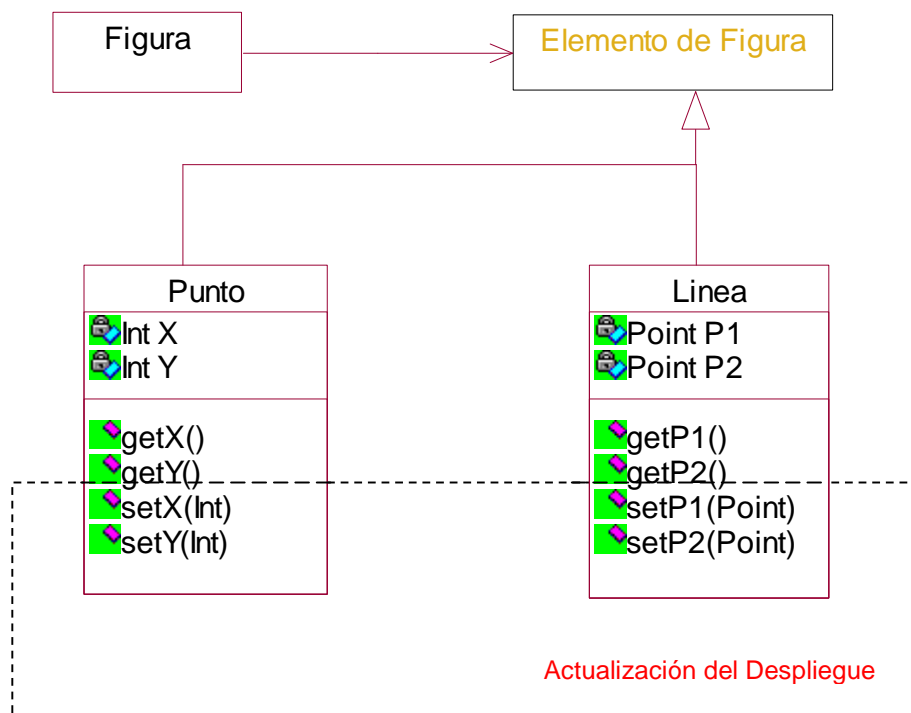 Figura
Elemento de Figura
Punto
Int X
Int Y
getX()
getY()
setX(Int)
setY(Int)
Linea
Point P1
Point P2
getP1()
getP2()
setP1(Point)
setP2(Point)
Actualización del Despliegue